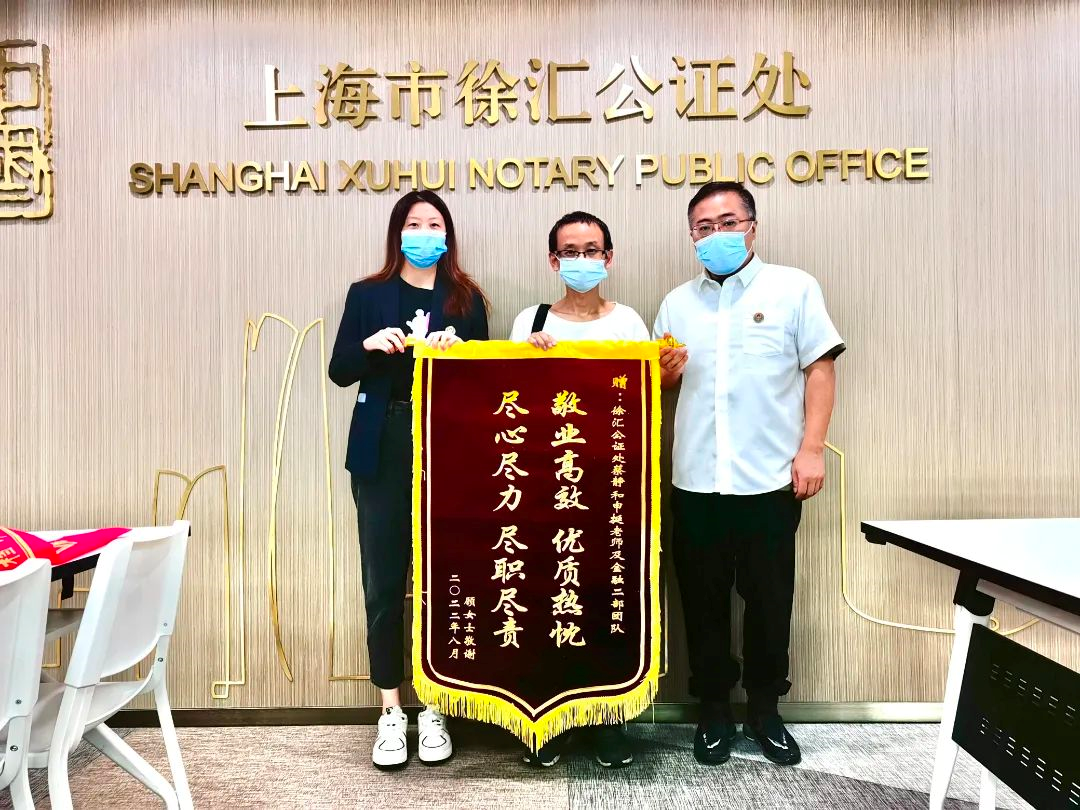 上海市徐汇公证处
SHANGHAI XUHUI NOTARY PUBLIC OFFICE
赠：徐汇公证处蔡静和申挺老师及金融二部团队
敬业高效 优质热忱
尽心尽力 尽职尽责
顾女士敬谢
二〇二二年八月